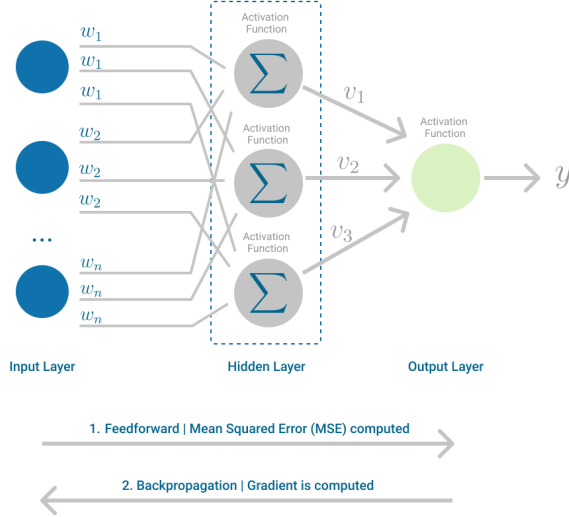 Activation
Function
w₁
w₁
w₁
v₁
Activation
Function
Activation
Function
w₂
w₂
v₂
y
w₂
Activation
Function
v₃
...
wₙ
wₙ
wₙ
Input Layer
Hidden Layer
Output Layer
1. Feedforward | Mean Squared Error (MSE) computed
2. Backpropagation | Gradient is computed
∑
∑
∑